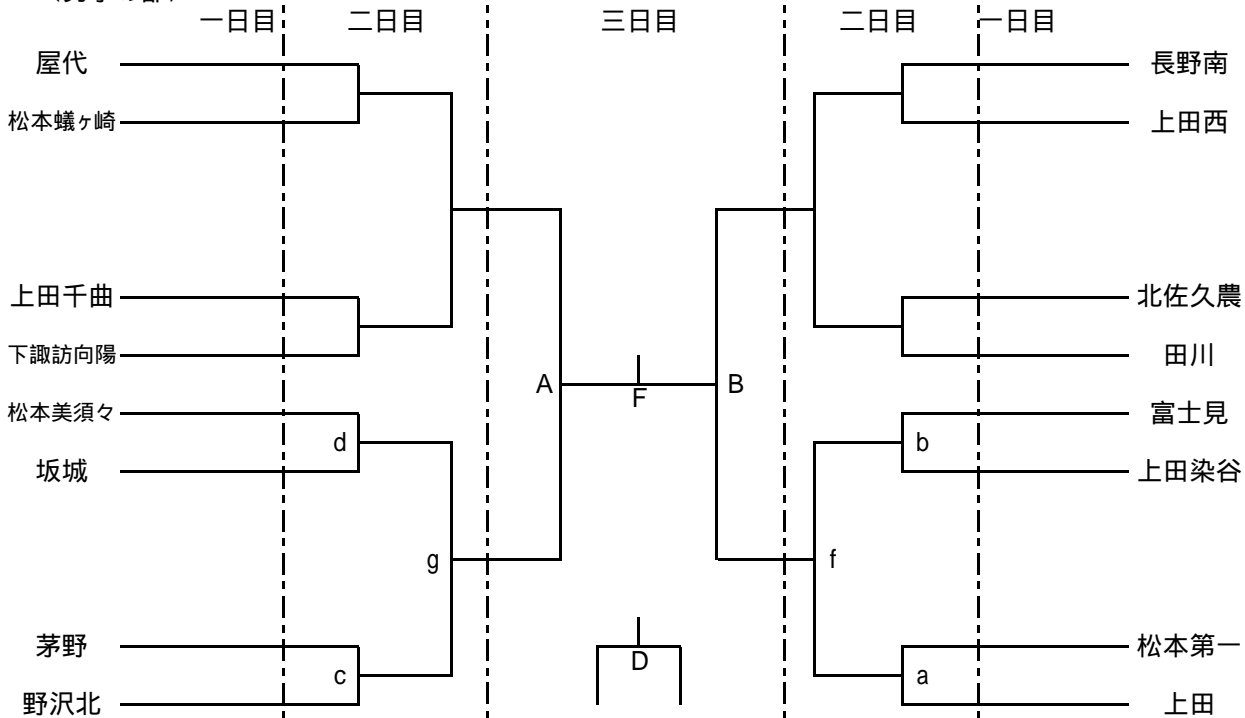 一日目 二日目 三日目 二日目 一日目
屋代 長野南
松本蟻ヶ崎 上田西
上田千曲 北佐久農
下諏訪向陽 田川
A F B
松本美須々 富士見
d b
坂城 上田染谷
g f
茅野 D 松本第一
c a
野沢北 上田